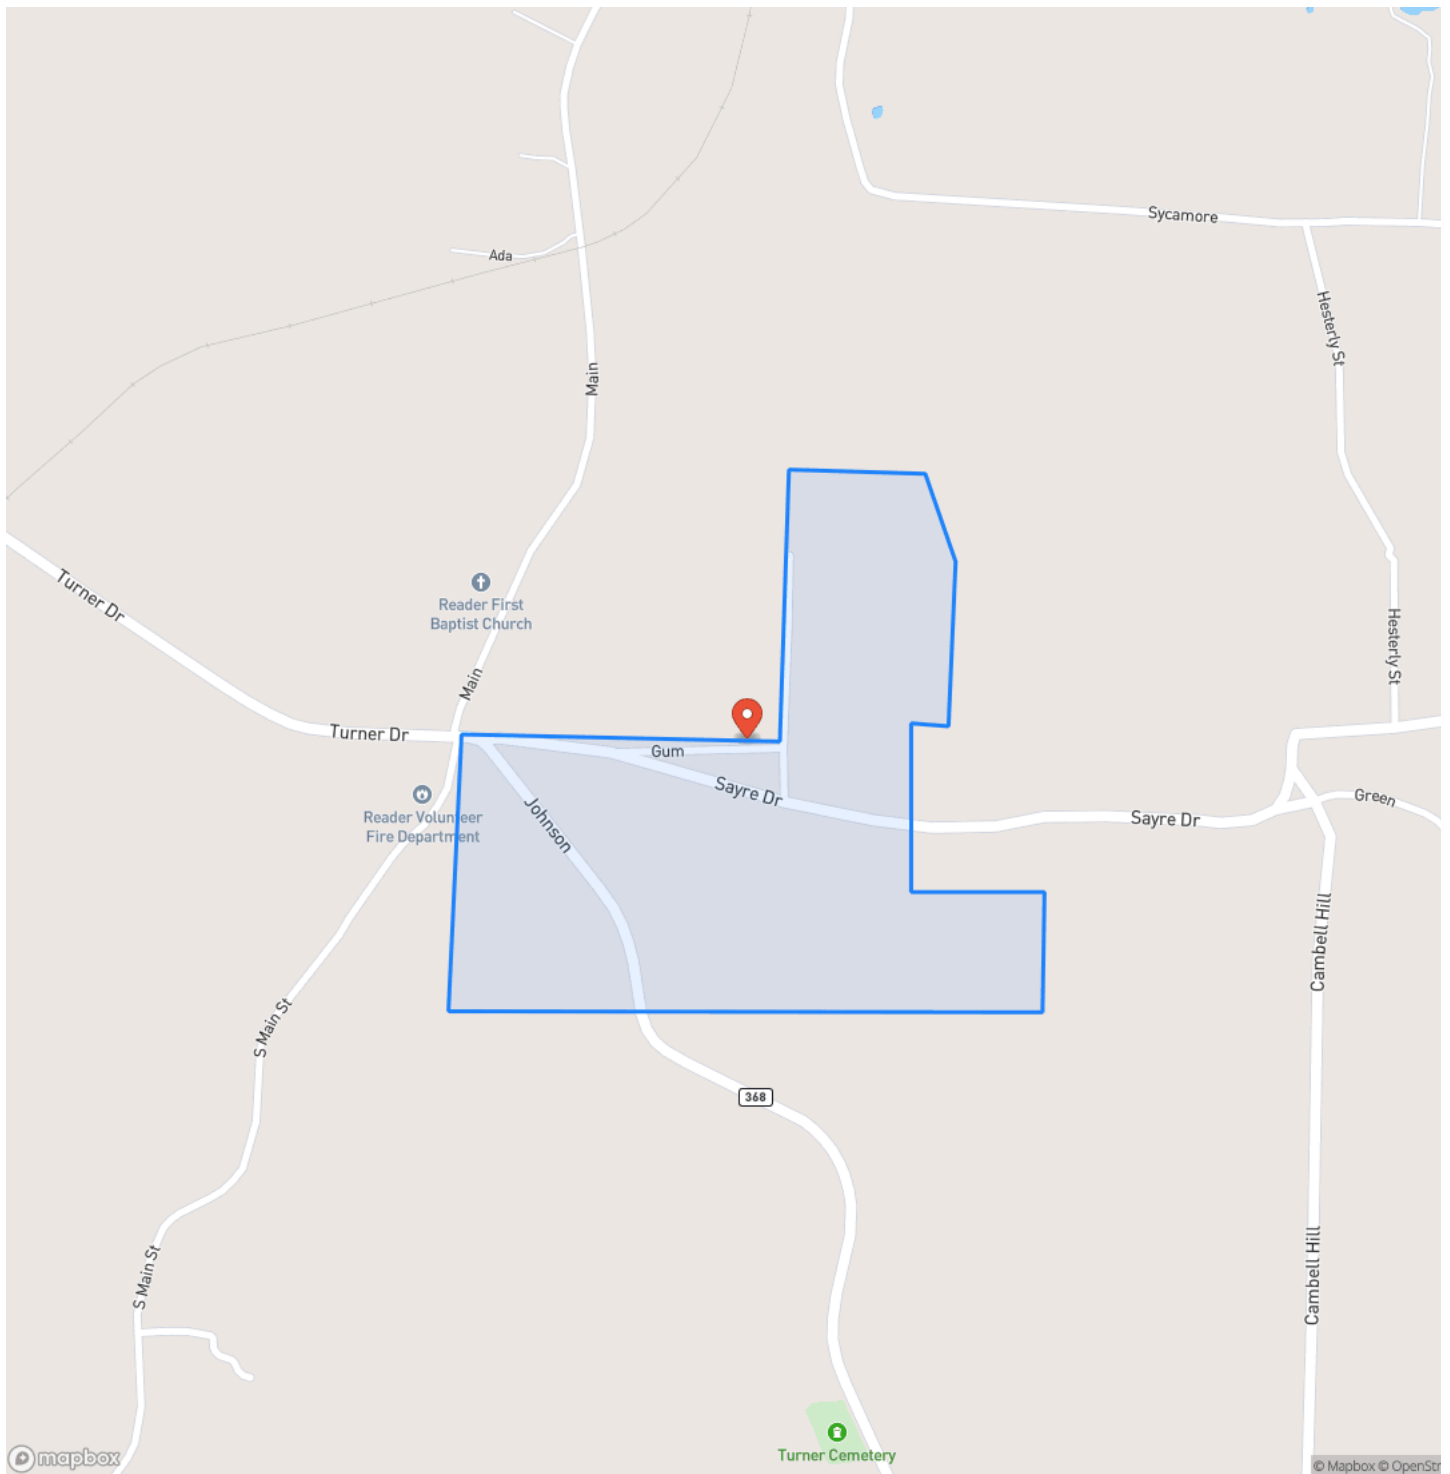 Sycamore
Ada
Hesterly St
Main
Turner Dr
Reader First
Baptist Church
Hesterly St
Main
Turner Dr
Gum
Sayre Dr
Reader Volunteer
Fire Department
Johnson
Sayre Dr
Green
Cambell Hill
S Main St
368
S Main St
Cambell Hill
Turner Cemetery
mapbox
© Mapbox © OpenStr